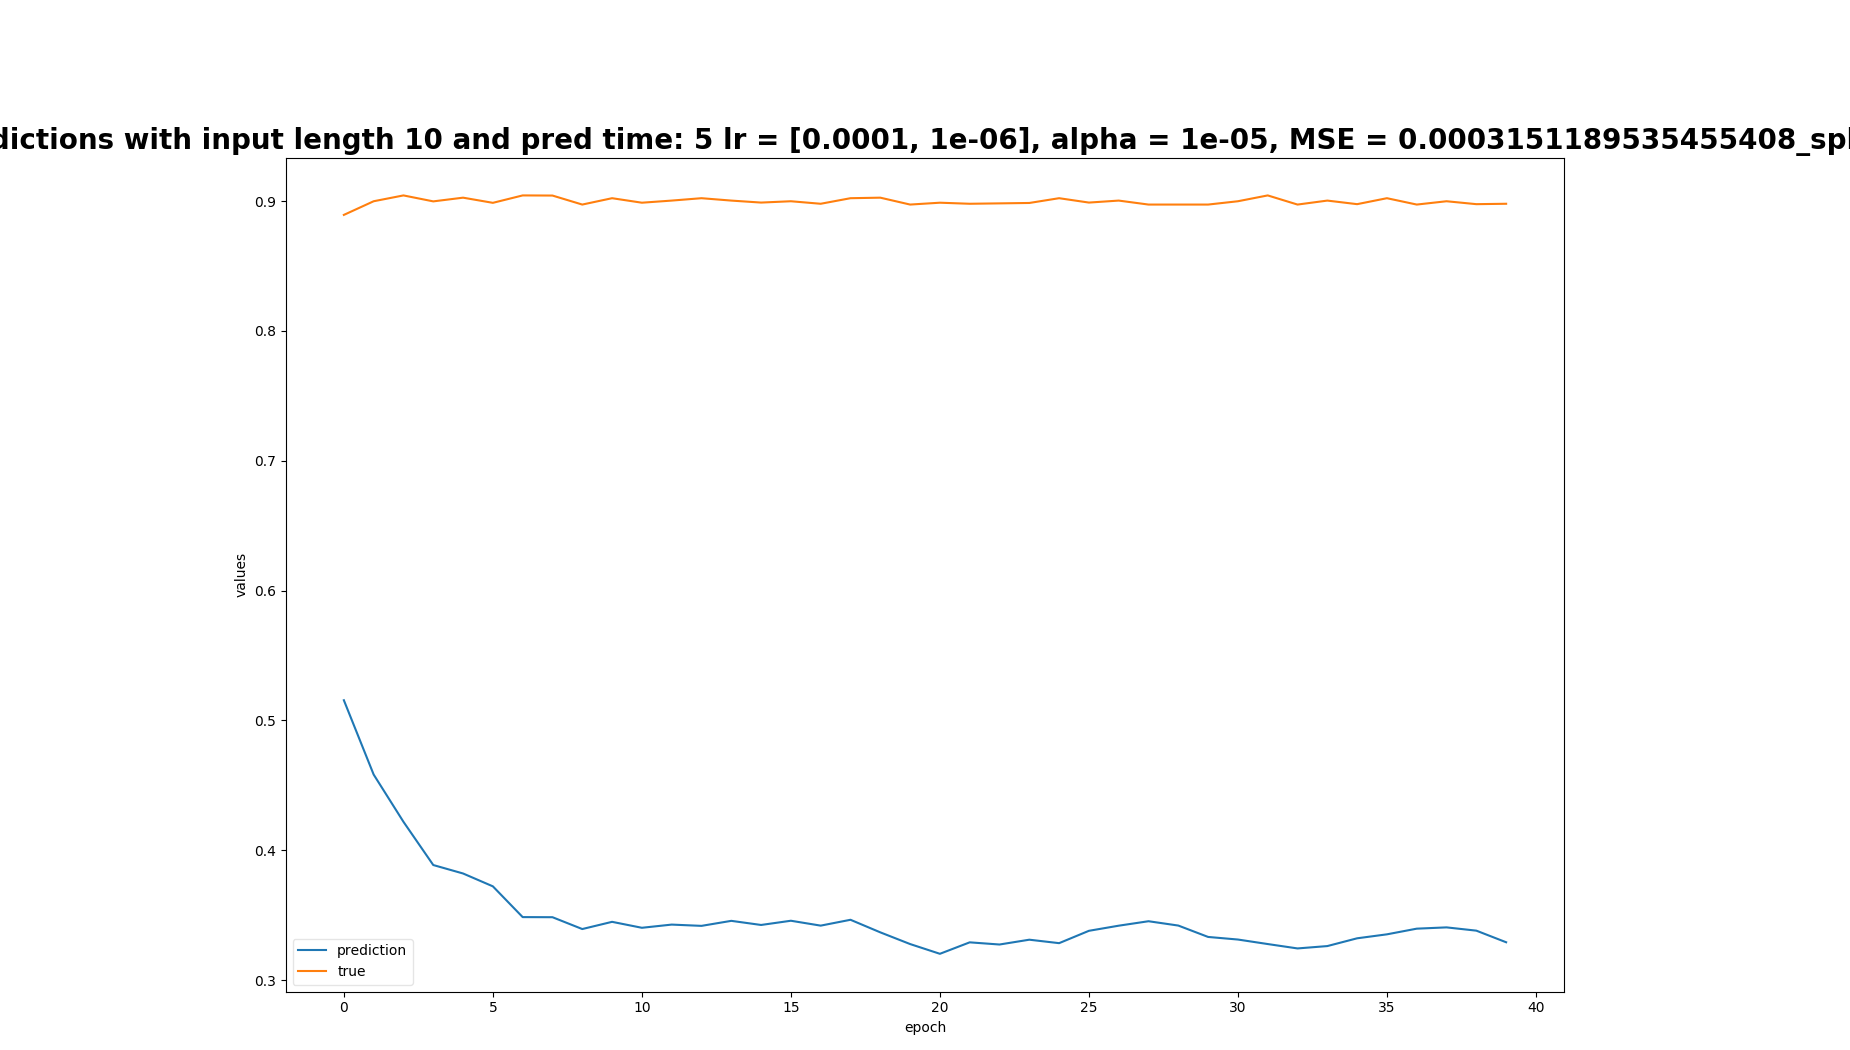 dictions with input length 10 and pred time: 5 lr = [0.0001, 1e-06], alpha = 1e-05, MSE = 0.0003151189535455408_spl
0.9
0.8
0.7
0.6
0.5
0.4
0.3
values
prediction
true
0 5 10 15 20 25 30 35 40
epoch